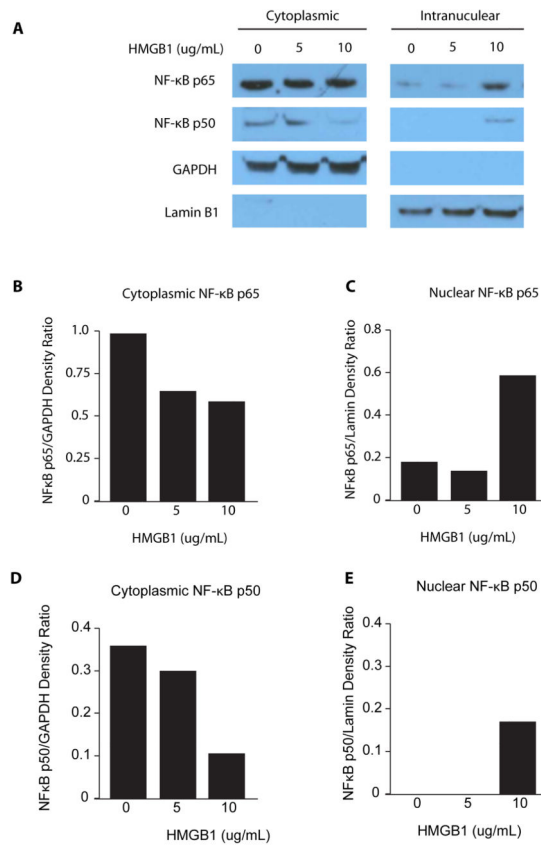 A
Cytoplasmic
Intranuculear
HMGB1 (ug/mL)
0 5 10
0 5 10
NF-κB p65
NF-κB p50
GAPDH
Lamin B1
B
Cytoplasmic NF-κB p65
NFκB p65/GAPDH Density Ratio
1.0
0.75
0.5
0.25
0
0 5 10
HMGB1 (ug/mL)
C
Nuclear NF-κB p65
NFκB p65/Lamin Density Ratio
0.8
0.6
0.4
0.2
0
0 5 10
HMGB1 (ug/mL)
D
Cytoplasmic NF-κB p50
NFκB p50/GAPDH Density Ratio
0.4
0.3
0.2
0.1
0
0 5 10
HMGB1 (ug/mL)
E
Nuclear NF-κB p50
NFκB p50/Lamin Density Ratio
0.4
0.3
0.2
0.1
0
0 5 10
HMGB1 (ug/mL)